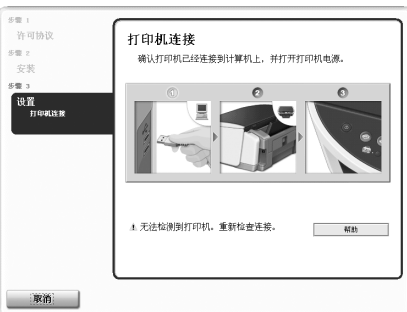 步骤 1
许可协议
步骤 2
安装
步骤 3
设置
打印机连接
打印机连接
确认打印机已经连接到计算机上，并打开打印机电源。
1
2
3
无法检测到打印机。重新检查连接。
帮助
取消